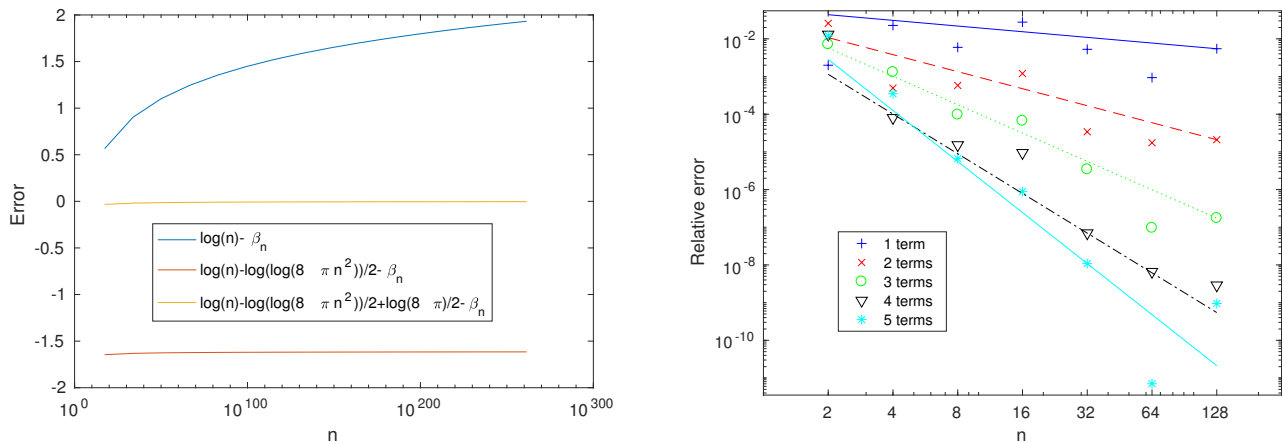 2
1.5
1
0.5
0
-0.5
-1
-1.5
-2
Error
log(n)- β_n
log(n)-log(log(8 π n^2))/2- β_n
log(n)-log(log(8 π n^2))/2+log(8 π)/2- β_n
10^0 10^100 10^200 10^300
n
10^-2
10^-4
10^-6
10^-8
10^-10
Relative error
1 term
2 terms
3 terms
4 terms
5 terms
2 4 8 16 32 64 128
n